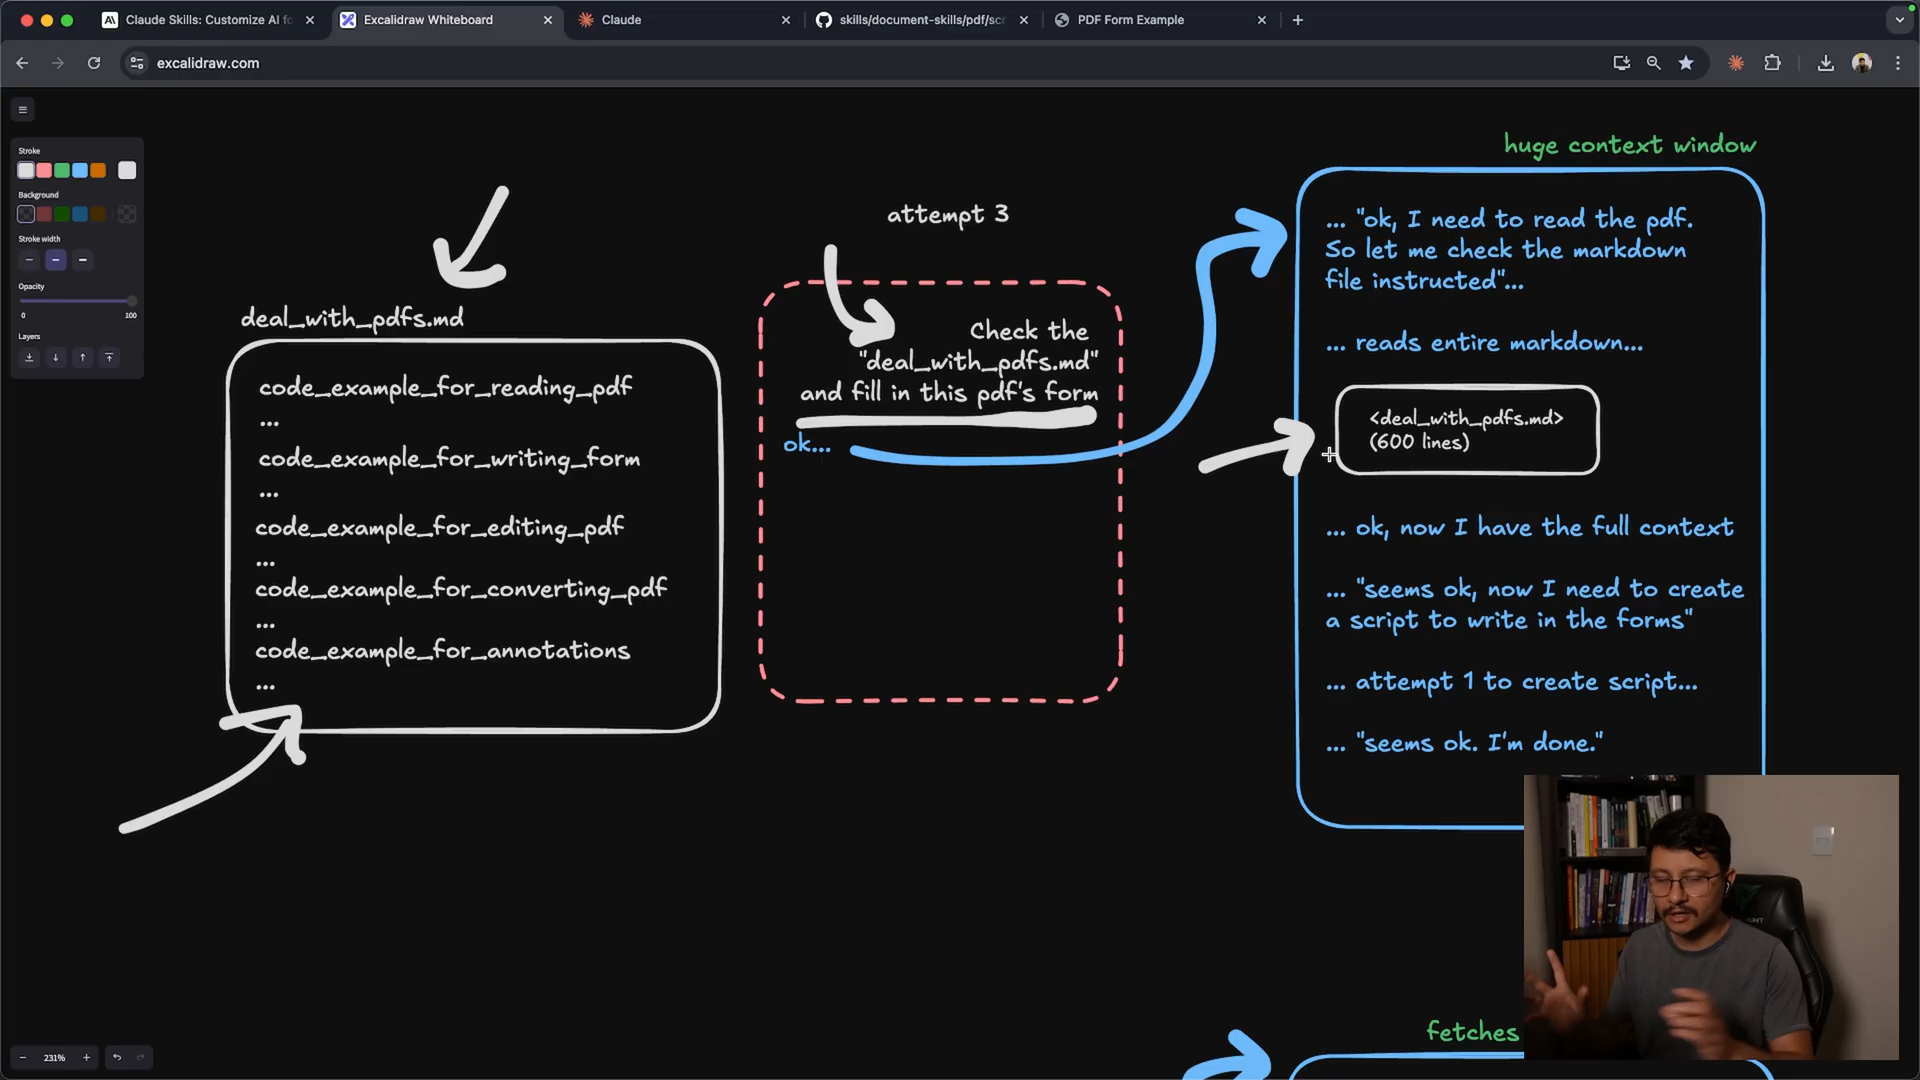 Claude Skills: Customize AI fo
Excalidraw Whiteboard
Claude
skills/document-skills/pdf/scr
PDF Form Example
excalidraw.com
Stroke
Background
Stroke width
Opacity
0
100
Layers
231%
deal_with_pdfs.md
code_example_for_reading_pdf
...
code_example_for_writing_form
...
code_example_for_editing_pdf
...
code_example_for_converting_pdf
...
code_example_for_annotations
...
attempt 3
Check the
"deal_with_pdfs.md"
and fill in this pdf's form
ok...
huge context window
... "ok, I need to read the pdf.
So let me check the markdown
file instructed"...
... reads entire markdown...
<deal_with_pdfs.md>
(600 lines)
... ok, now I have the full context
... "seems ok, now I need to create
a script to write in the forms"
... attempt 1 to create script...
... "seems ok. I'm done."
fetches